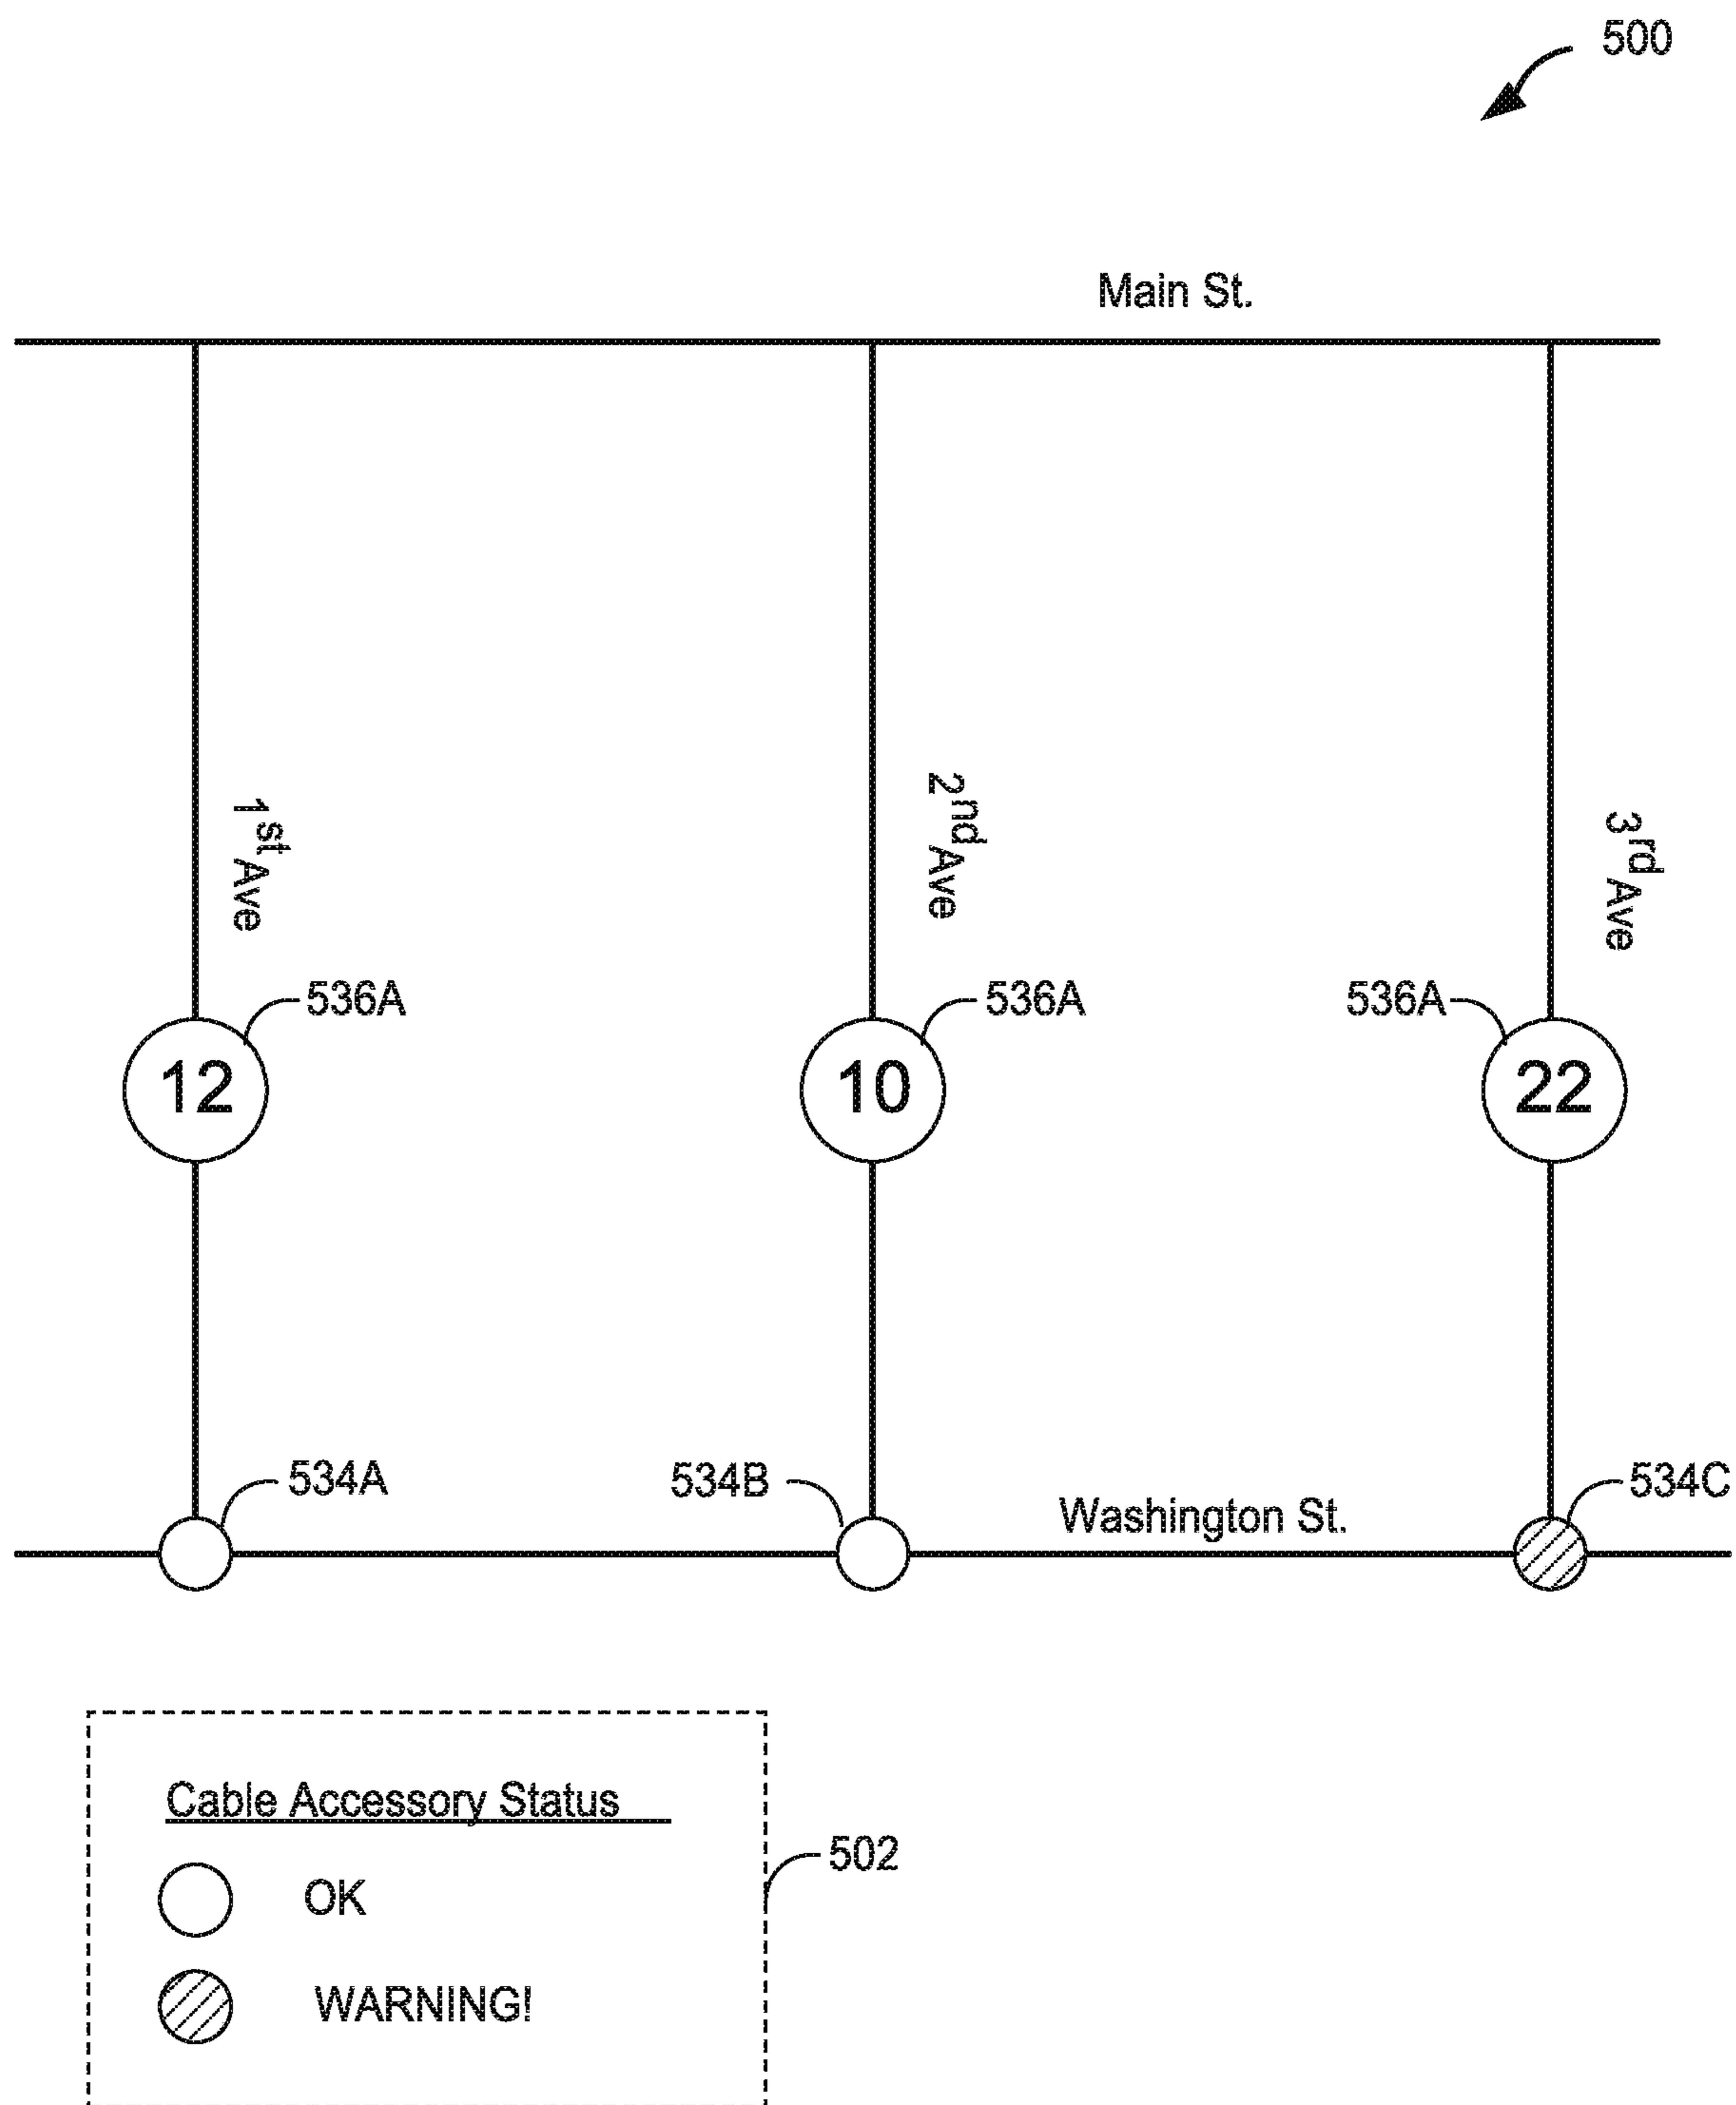 500
Main St.
1st Ave
2nd Ave
3rd Ave
536A
536A
536A
12
10
22
534A
534B
Washington St.
534C
Cable Accessory Status
OK
WARNING!
502